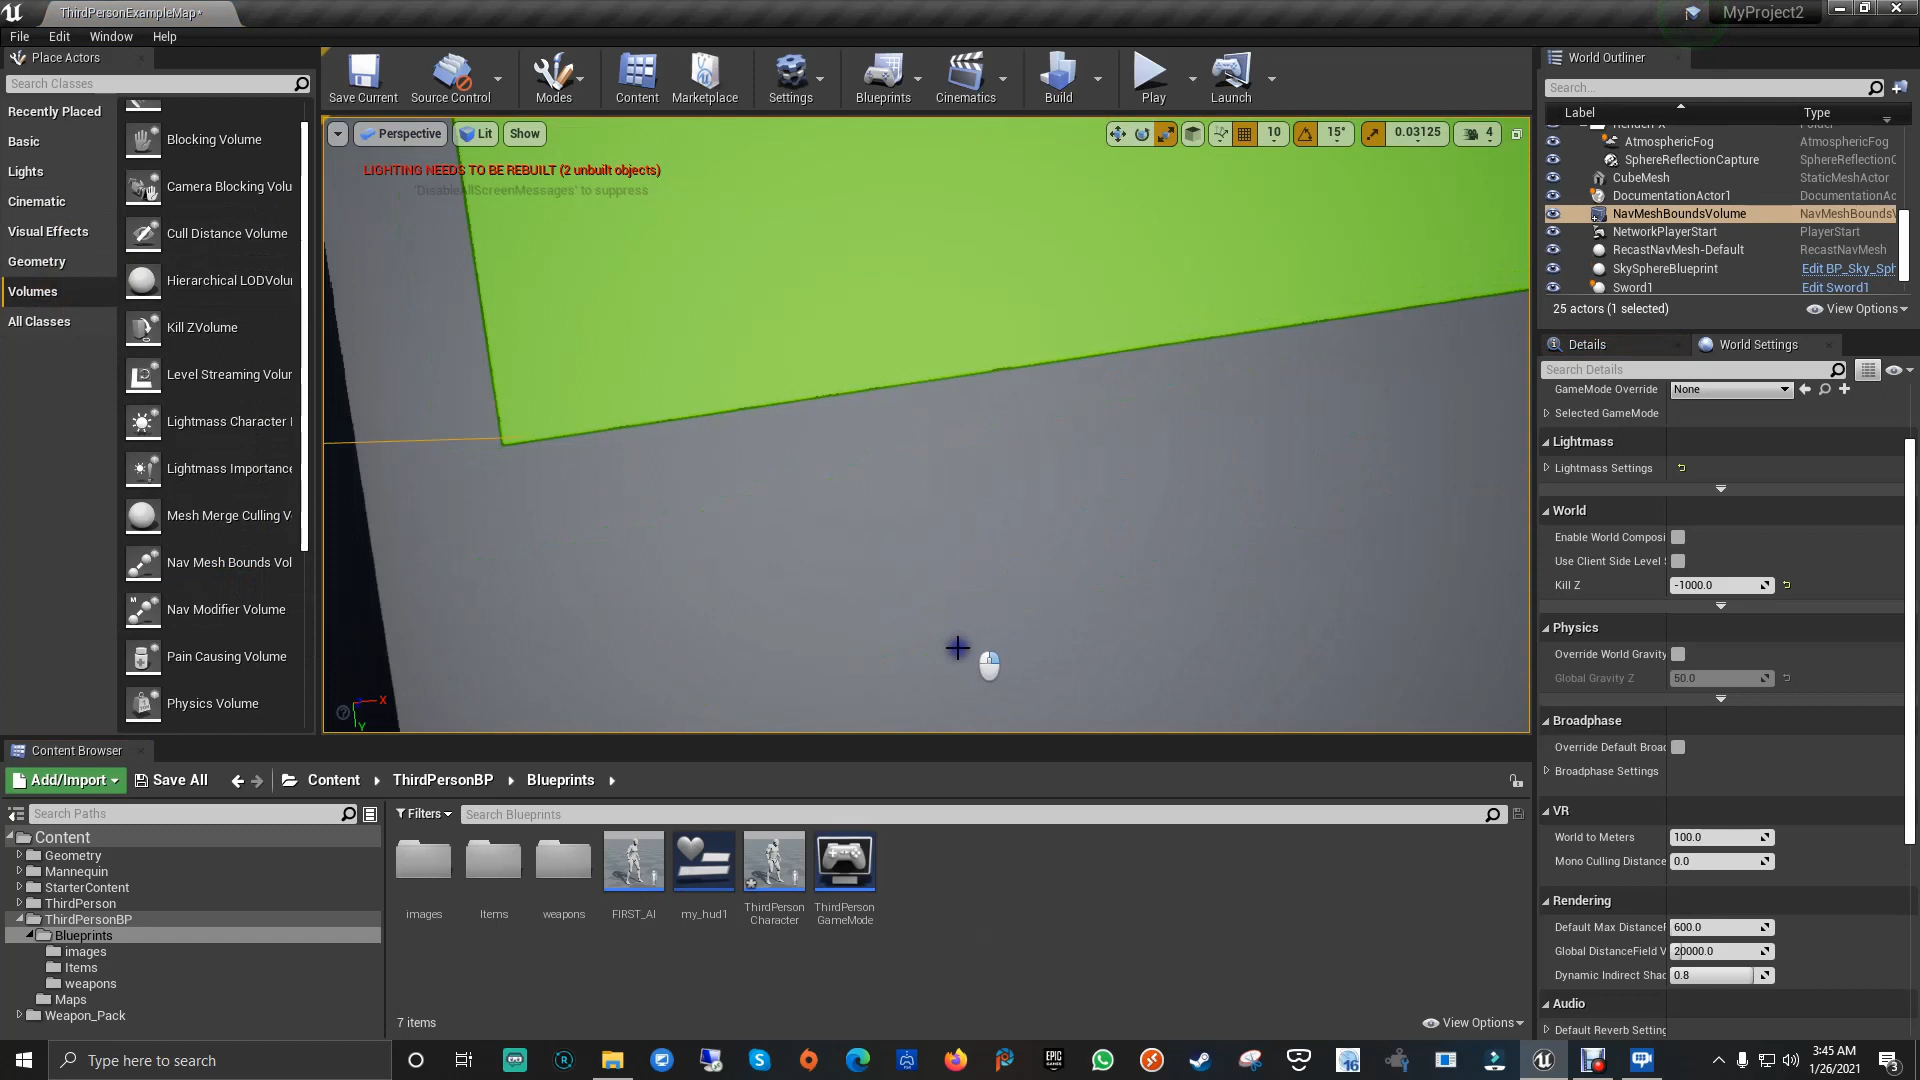 ThirdPersonExampleMap*
MyProject2
File Edit Window Help
Place Actors
Search Classes
Recently Placed
Basic
Lights
Cinematic
Visual Effects
Geometry
Volumes
All Classes
Blocking Volume
Camera Blocking Volu
Cull Distance Volume
Hierarchical LODVolun
Kill ZVolume
Level Streaming Volun
Lightmass Character I
Lightmass Importance
Mesh Merge Culling V
Nav Mesh Bounds Vol
Nav Modifier Volume
Pain Causing Volume
Physics Volume
Save Current
Source Control
Modes
Content
Marketplace
Settings
Blueprints
Cinematics
Build
Play
Launch
Perspective
Lit
Show
10
15°
0.03125
4
LIGHTING NEEDS TO BE REBUILT (2 unbuilt objects)
'DisableAllScreenMessages' to suppress
X
Y
World Outliner
Search...
Label Type
AtmosphericFog AtmosphericFog
SphereReflectionCapture SphereReflectionC
CubeMesh StaticMeshActor
DocumentationActor1 DocumentationAc
NavMeshBoundsVolume NavMeshBoundsV
NetworkPlayerStart PlayerStart
RecastNavMesh-Default RecastNavMesh
SkySphereBlueprint Edit BP_Sky_Sph
Sword1 Edit Sword1
25 actors (1 selected)
View Options
Details
World Settings
Search Details
GameMode Override None
Selected GameMode
Lightmass
Lightmass Settings
World
Enable World Composi
Use Client Side Level
Kill Z -1000.0
Physics
Override World Gravity
Global Gravity Z 50.0
Broadphase
Override Default Broad
Broadphase Settings
VR
World to Meters 100.0
Mono Culling Distance 0.0
Rendering
Default Max DistanceF 600.0
Global DistanceField V 20000.0
Dynamic Indirect Shad 0.8
Audio
Default Reverb Setting
Content Browser
Add/Import
Save All
Content
ThirdPersonBP
Blueprints
Search Paths
Filters
Search Blueprints
Content
Geometry
Mannequin
StarterContent
ThirdPerson
ThirdPersonBP
Blueprints
images
Items
weapons
Maps
Weapon_Pack
images
Items
weapons
FIRST_AI
my_hud1
ThirdPerson
Character
ThirdPerson
GameMode
7 items
View Options
Type here to search
EPIC
GAMES
16
3:45 AM
1/26/2021
3